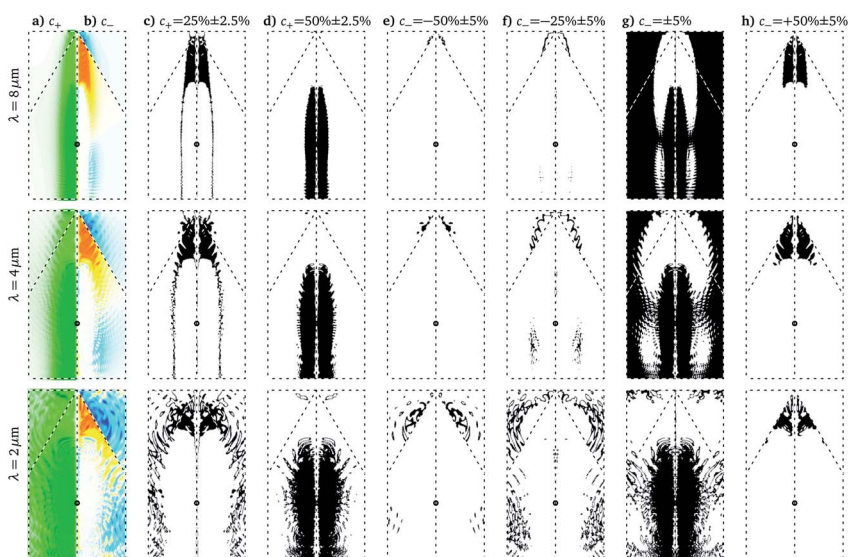 a) c₊ b) c₋ c) c₊=25%±2.5% d) c₊=50%±2.5% e) c₋=−50%±5% f) c₋=−25%±5% g) c₋=±5% h) c₋=+50%±5%
λ=8 μm
λ=4 μm
λ=2 μm